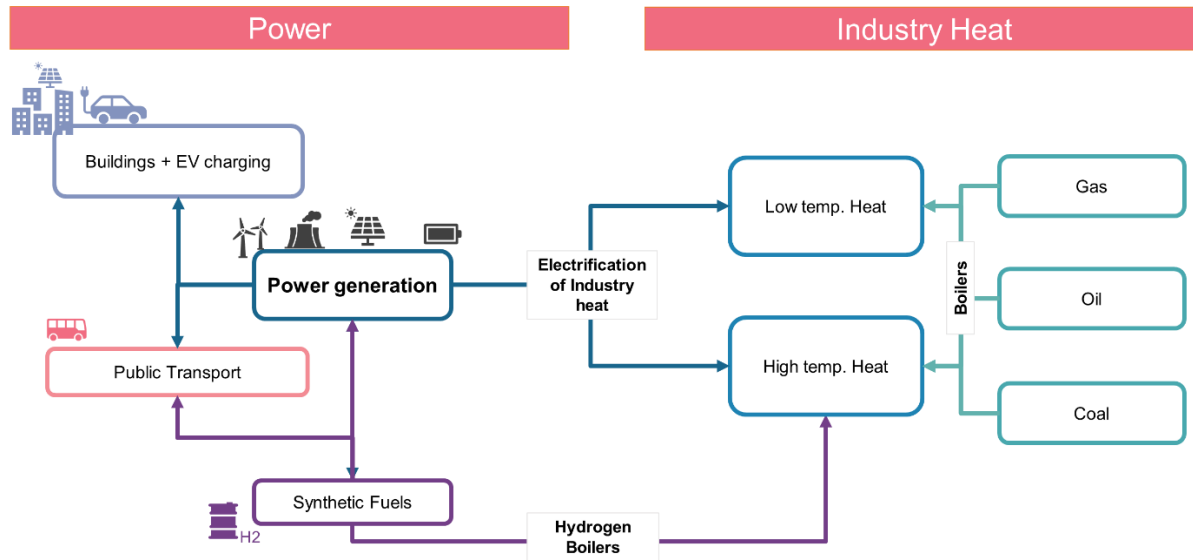 Power
Industry Heat
Buildings + EV charging
Power generation
Public Transport
Synthetic Fuels
H2
Electrification
of Industry
heat
Hydrogen
Boilers
Low temp. Heat
High temp. Heat
Boilers
Gas
Oil
Coal